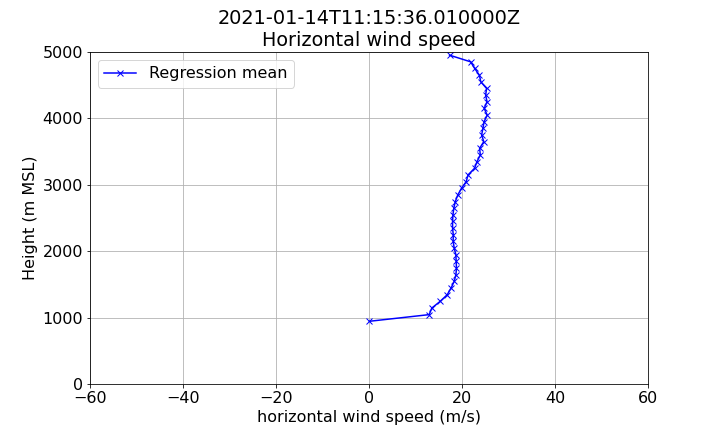 2021-01-14T11:15:36.010000Z
Horizontal wind speed
Regression mean
5000
4000
3000
2000
1000
0
Height (m MSL)
−60
−40
−20
0
20
40
60
horizontal wind speed (m/s)